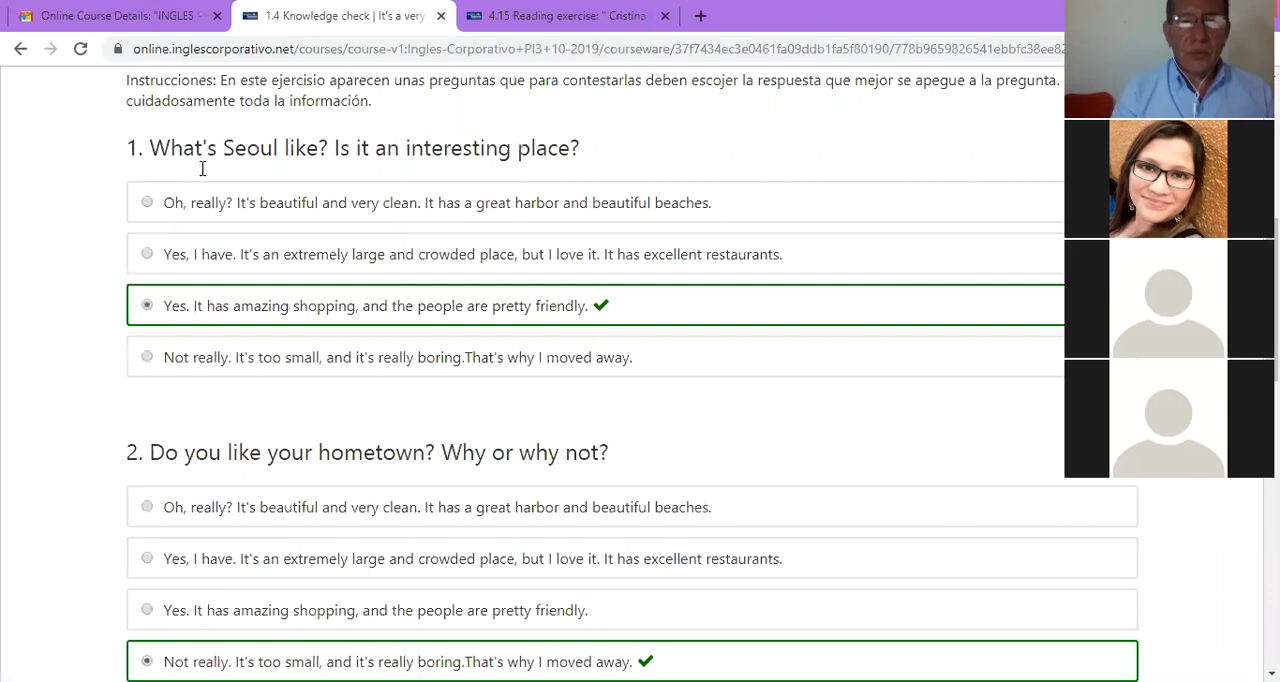 Online Course Details: "INGLES
1.4 Knowledge check | It's a very
4.15 Reading exercise: " Cristina
online.inglescorporativo.net/courses/course-v1:Ingles-Corporativo+PI3+10-2019/courseware/37f7434ec3e0461fa09ddb1fa5f80190/778b9659826541ebbfc38ee82
Instrucciones: En este ejercisio aparecen unas preguntas que para contestarlas deben escojer la respuesta que mejor se apegue a la pregunta.
cuidadosamente toda la información.
1. What's Seoul like? Is it an interesting place?
Oh, really? It's beautiful and very clean. It has a great harbor and beautiful beaches.
Yes, I have. It's an extremely large and crowded place, but I love it. It has excellent restaurants.
Yes. It has amazing shopping, and the people are pretty friendly.
Not really. It's too small, and it's really boring.That's why I moved away.
2. Do you like your hometown? Why or why not?
Oh, really? It's beautiful and very clean. It has a great harbor and beautiful beaches.
Yes, I have. It's an extremely large and crowded place, but I love it. It has excellent restaurants.
Yes. It has amazing shopping, and the people are pretty friendly.
Not really. It's too small, and it's really boring.That's why I moved away.